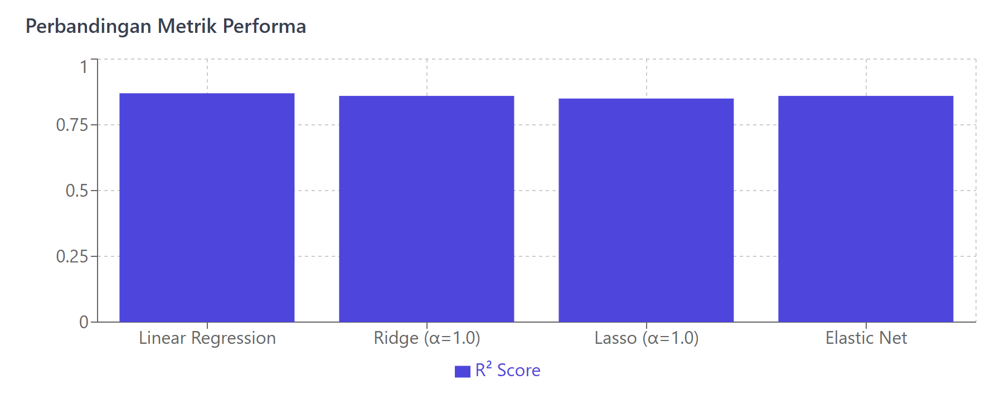 Perbandingan Metrik Performa
1
0.75
0.5
0.25
0
Linear Regression
Ridge (α=1.0)
Lasso (α=1.0)
Elastic Net
R² Score